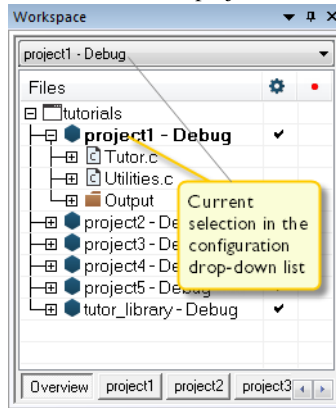 Workspace
project1 - Debug
Files
tutorials
project1 - Debug
Tutor.c
Utilities.c
Output
project2 - De
project3 - De
project4 - De
project5 - Debug
tutor_library - Debug
Current
selection in the
configuration
drop-down list
Overview project1 project2 project3